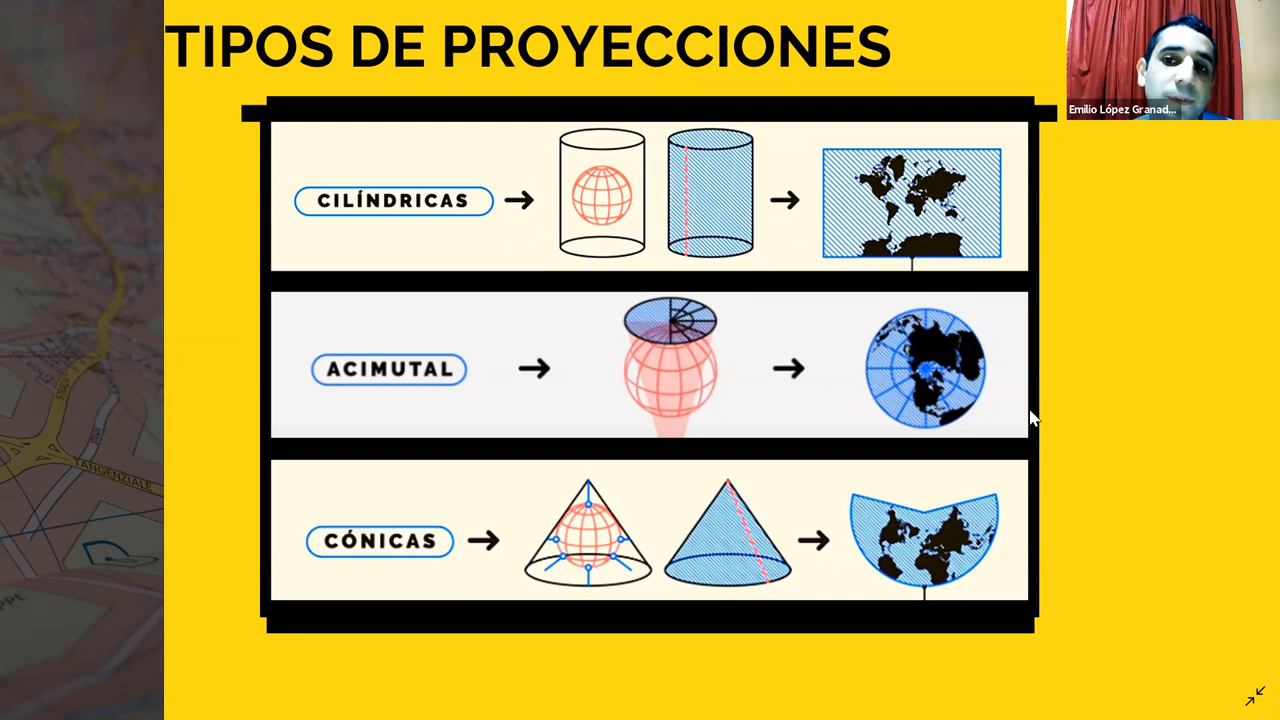 TIPOS DE PROYECCIONES
Emilio López Granad...
CILÍNDRICAS
ACIMUTAL
CÓNICAS
TANGENZIALE